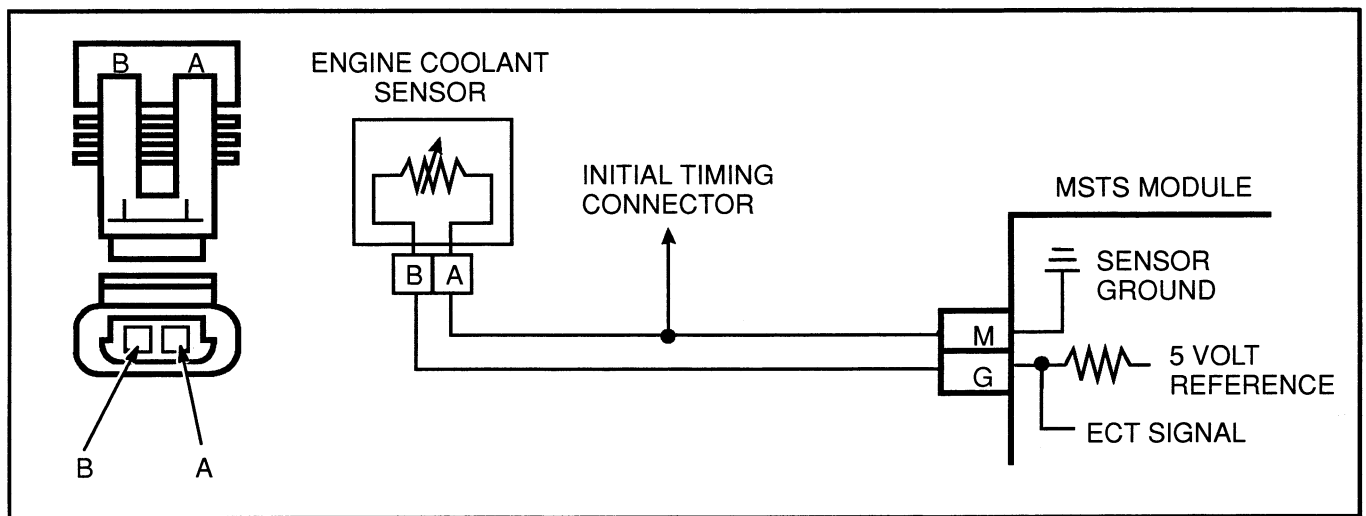 B A
ENGINE COOLANT
SENSOR
B A
INITIAL TIMING
CONNECTOR
MSTS MODULE
SENSOR
GROUND
M
G
5 VOLT
REFERENCE
ECT SIGNAL
B A